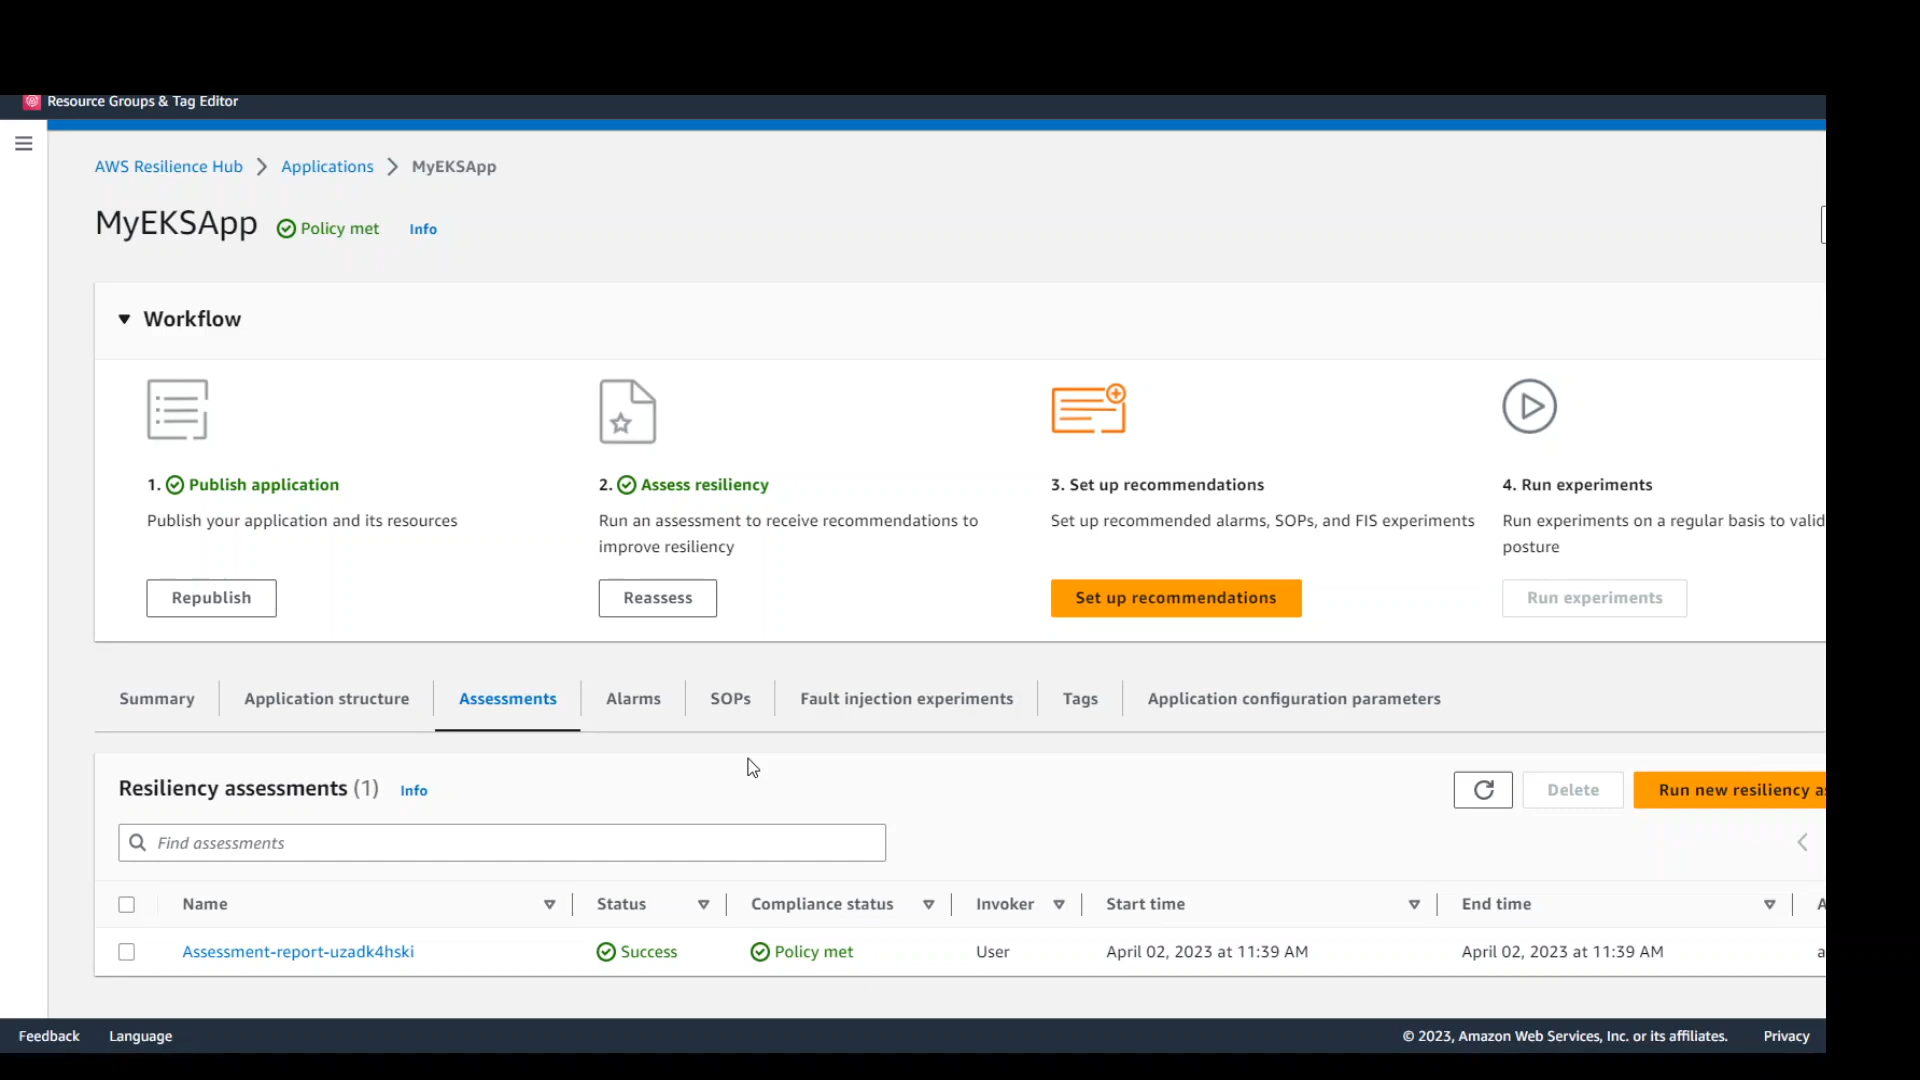 Resource Groups & Tag Editor
AWS Resilience Hub > Applications > MyEKSApp
MyEKSApp Policy met Info
Workflow
1. Publish application
Publish your application and its resources
Republish
2. Assess resiliency
Run an assessment to receive recommendations to
improve resiliency
Reassess
3. Set up recommendations
Set up recommended alarms, SOPs, and FIS experiments
Set up recommendations
4. Run experiments
Run experiments on a regular basis to valid
posture
Run experiments
Summary Application structure Assessments Alarms SOPs Fault injection experiments Tags Application configuration parameters
Resiliency assessments (1) Info
Delete Run new resiliency as
Find assessments
Name Status Compliance status Invoker Start time End time A
Assessment-report-uzadk4hski Success Policy met User April 02, 2023 at 11:39 AM April 02, 2023 at 11:39 AM a
Feedback Language © 2023, Amazon Web Services, Inc. or its affiliates. Privacy